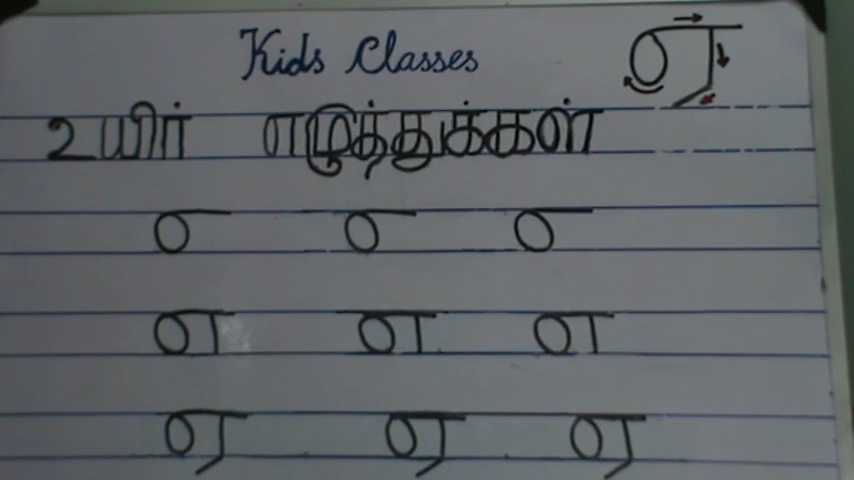 Kids Classes
ஏ
உயிர் எழுத்துக்கள்
எ எ எ
ஏ ஏ ஏ